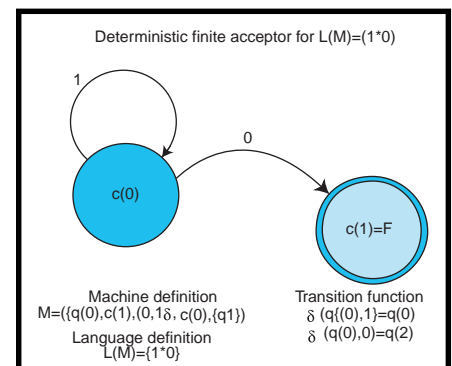 Deterministic finite acceptor for L(M)=(1*0)
1
0
c(0)
c(1)=F
Machine definition
M=({q(0),c(1),(0,1δ, c(0),{q1})
Language definition
L(M)={1*0}
Transition function
δ (q{(0),1}=q(0)
δ (q(0),0)=q(2)